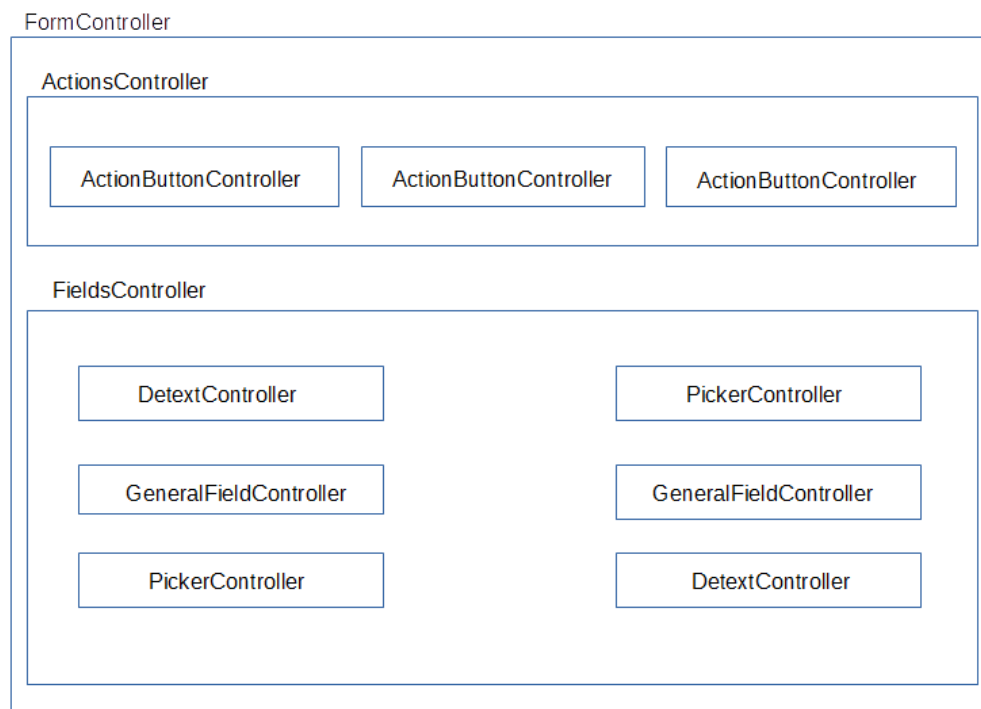 FormController
ActionsController
ActionButtonController ActionButtonController ActionButtonController
FieldsController
DetextController PickerController
GeneralFieldController GeneralFieldController
PickerController DetextController